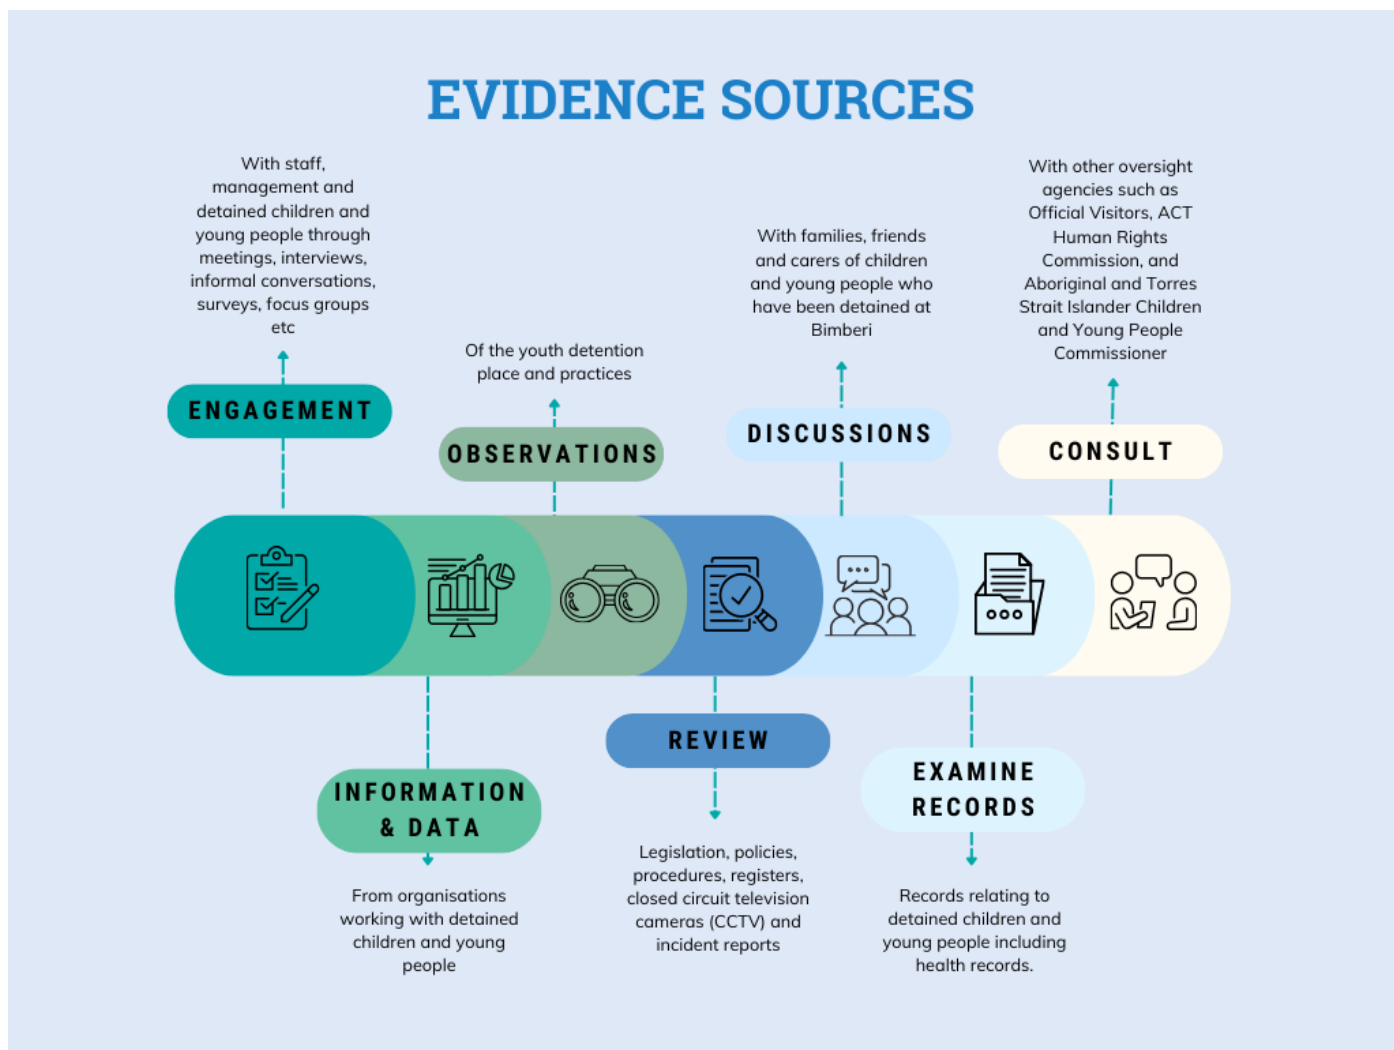 EVIDENCE SOURCES
With staff,
management and
detained children and
young people through
meetings, interviews,
informal conversations,
surveys, focus groups
etc
ENGAGEMENT
Of the youth detention
place and practices
OBSERVATIONS
With families, friends
and carers of children
and young people who
have been detained at
Bimberi
DISCUSSIONS
With other oversight
agencies such as
Official Visitors, ACT
Human Rights
Commission, and
Aboriginal and Torres
Strait Islander Children
and Young People
Commissioner
CONSULT
INFORMATION
& DATA
From organisations
working with detained
children and young
people
REVIEW
Legislation, policies,
procedures, registers,
closed circuit television
cameras (CCTV) and
incident reports
EXAMINE
RECORDS
Records relating to
detained children and
young people including
health records.